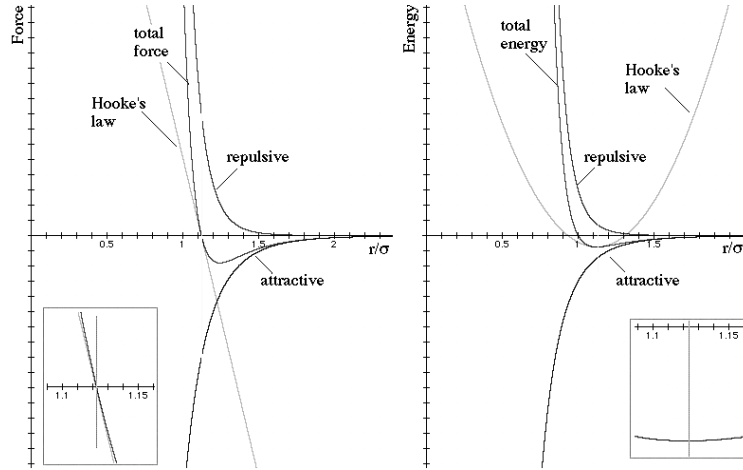 Force
total
force
Hooke's
law
repulsive
0.5
1
1.5
2
r/σ
attractive
1.1
1.15
Energy
total
energy
Hooke's
law
repulsive
0.5
1
1.5
r/σ
attractive
1.1
1.15